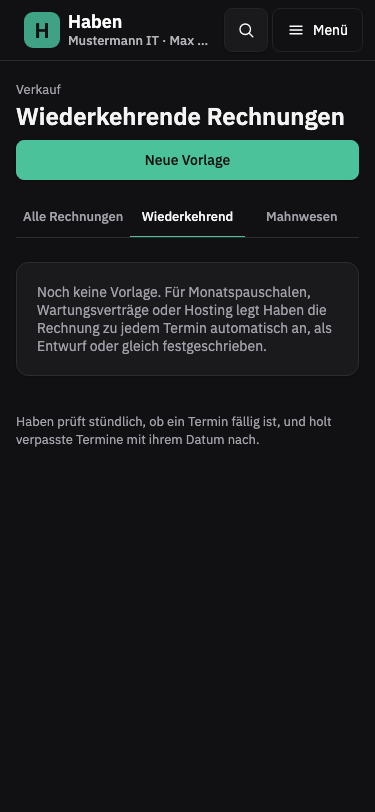 H
Haben
Mustermann IT · Max ...
Menü
Verkauf
Wiederkehrende Rechnungen
Neue Vorlage
Alle Rechnungen
Wiederkehrend
Mahnwesen
Noch keine Vorlage. Für Monatspauschalen,
Wartungsverträge oder Hosting legt Haben die
Rechnung zu jedem Termin automatisch an, als
Entwurf oder gleich festgeschrieben.
Haben prüft stündlich, ob ein Termin fällig ist, und holt
verpasste Termine mit ihrem Datum nach.